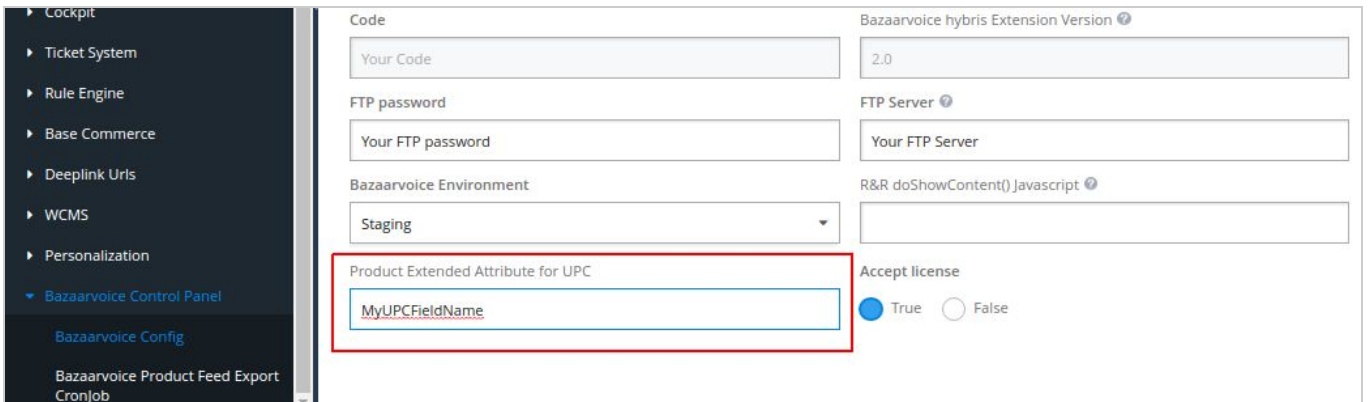 Cockpit
Ticket System
Rule Engine
Base Commerce
Deeplink Urls
WCMS
Personalization
Bazaarvoice Control Panel
Bazaarvoice Config
Bazaarvoice Product Feed Export
CronJob
Code
Your Code
Bazaarvoice hybris Extension Version
2.0
FTP password
Your FTP password
FTP Server
Your FTP Server
Bazaarvoice Environment
Staging
R&R doShowContent() Javascript
Product Extended Attribute for UPC
MyUPCFieldName
Accept license
True False